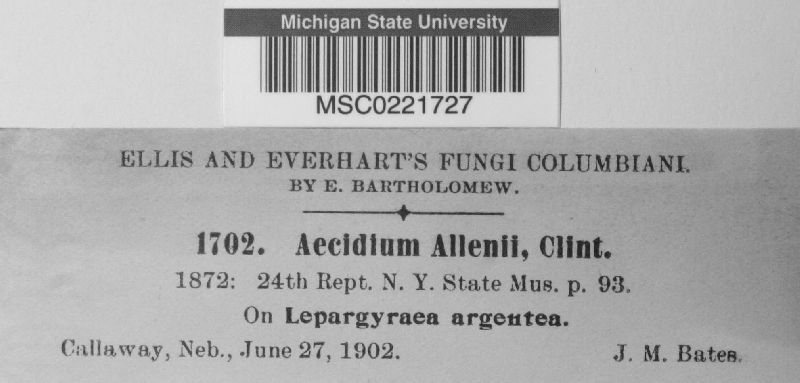 Michigan State University
MSC0221727
ELLIS AND EVERHART'S FUNGI COLUMBIANI.
BY E. BARTHOLOMEW.
1702. Aecidium Allenii, Clint.
1872: 24th Rept. N. Y. State Mus. p. 93.
On Lepargyraea argentea.
Callaway, Neb., June 27, 1902. J. M. Bates.